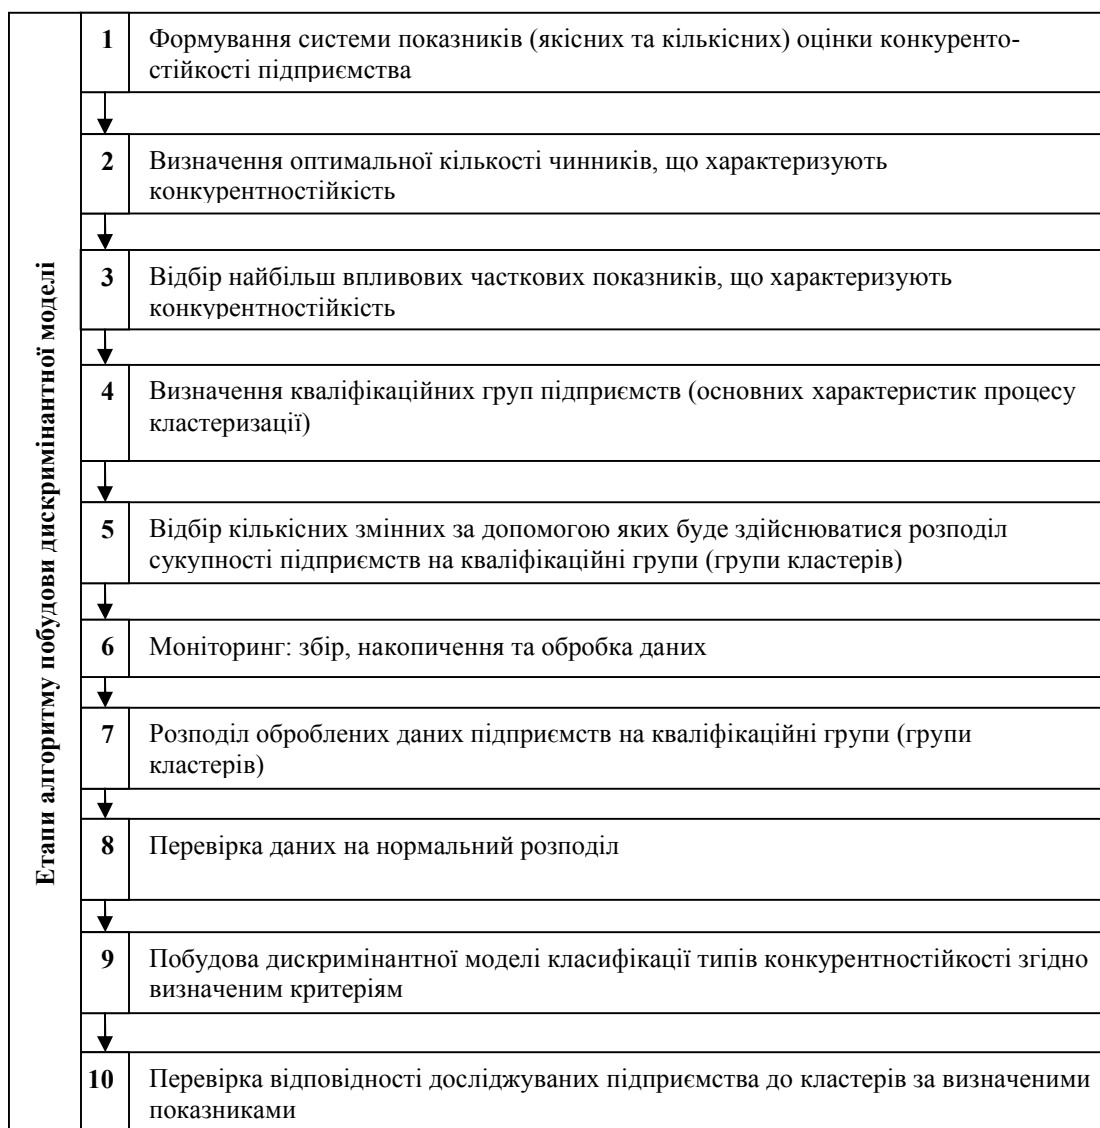 Етапи алгоритму побудови дискримінантної моделі
1 Формування системи показників (якісних та кількісних) оцінки конкуренто-
стійкості підприємства
2 Визначення оптимальної кількості чинників, що характеризують
конкурентностійкість
3 Відбір найбільш впливових часткових показників, що характеризують
конкурентностійкість
4 Визначення кваліфікаційних груп підприємств (основних характеристик процесу
кластеризації)
5 Відбір кількісних змінних за допомогою яких буде здійснюватися розподіл
сукупності підприємств на кваліфікаційні групи (групи кластерів)
6 Моніторинг: збір, накопичення та обробка даних
7 Розподіл оброблених даних підприємств на кваліфікаційні групи (групи
кластерів)
8 Перевірка даних на нормальний розподіл
9 Побудова дискримінантної моделі класифікації типів конкурентностійкості згідно
визначеним критеріям
10 Перевірка відповідності досліджуваних підприємства до кластерів за визначеними
показниками